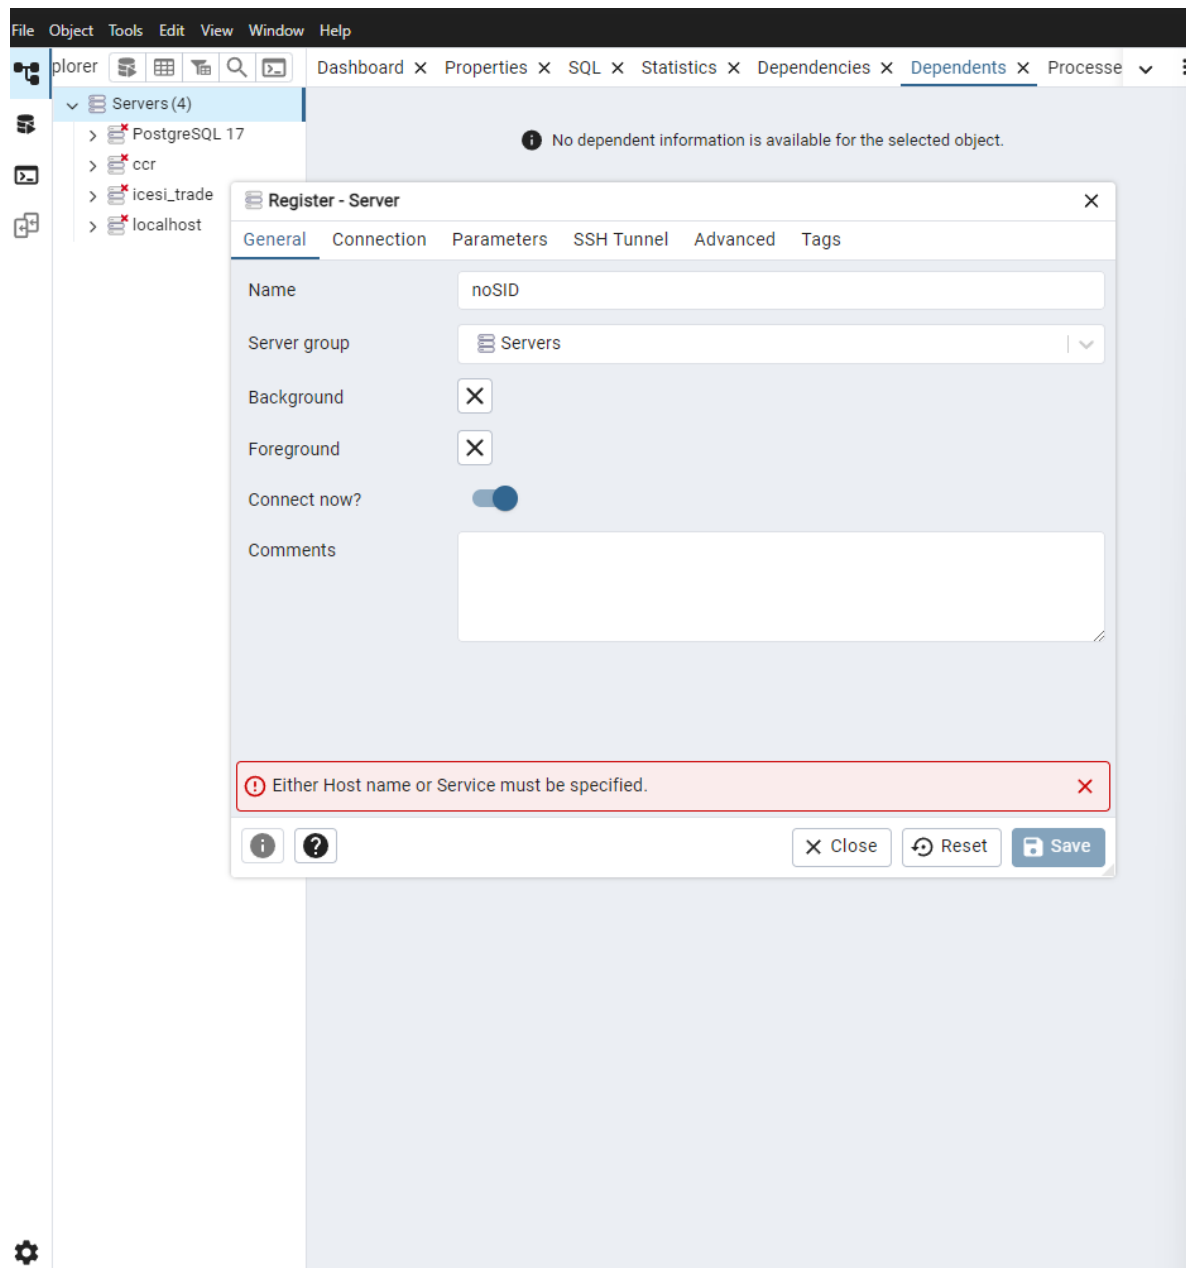 File Object Tools Edit View Window Help
plorer
Dashboard Properties SQL Statistics Dependencies Dependents Processe
Servers (4)
PostgreSQL 17
ccr
icesi_trade
localhost
No dependent information is available for the selected object.
Register - Server
General Connection Parameters SSH Tunnel Advanced Tags
Name noSID
Server group Servers
Background
Foreground
Connect now?
Comments
Either Host name or Service must be specified.
Close Reset Save